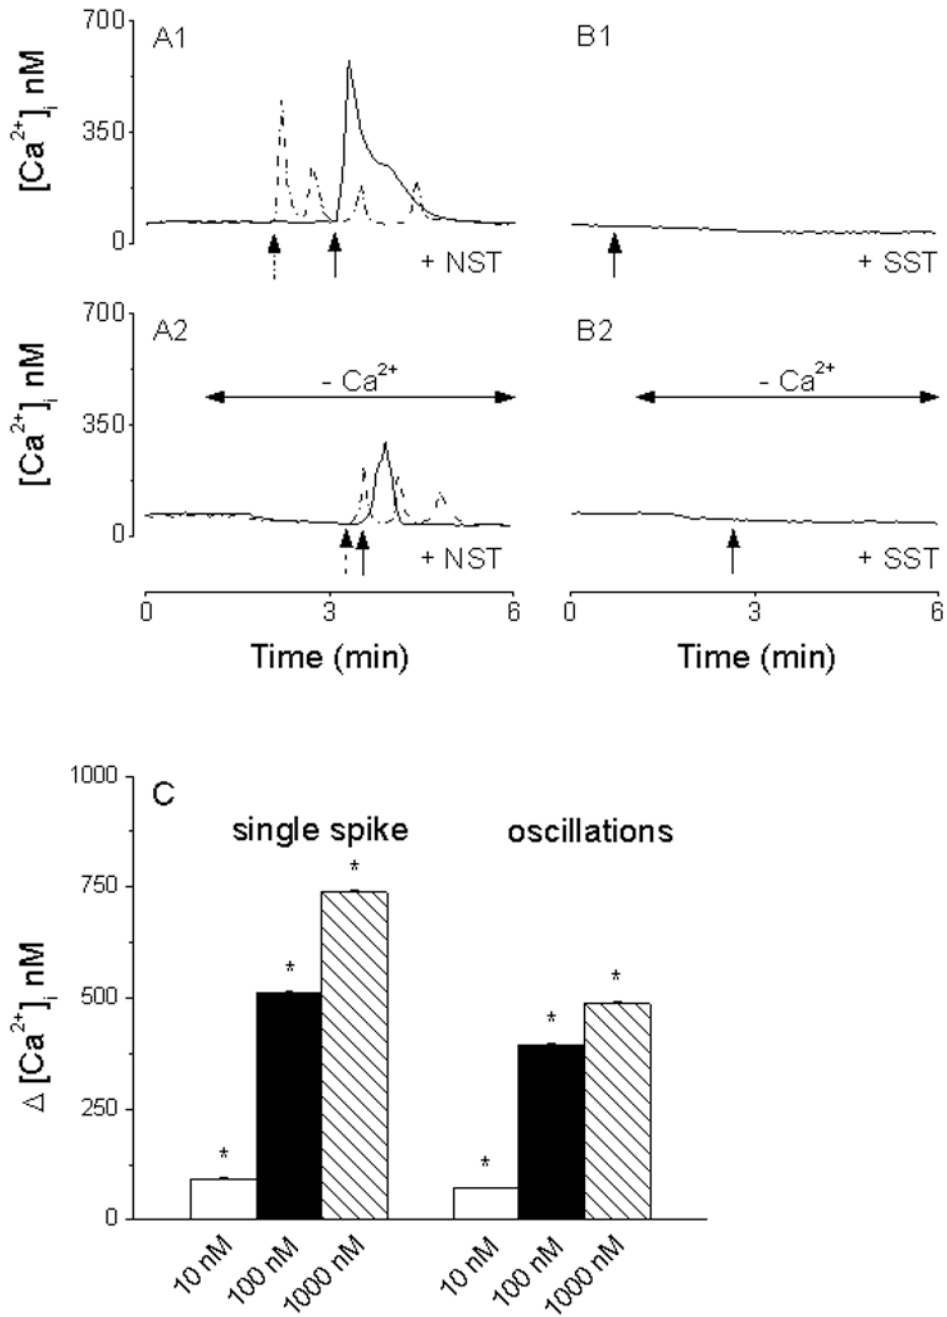 700
A1
B1
[Ca2+]i nM
350
0
+ NST
+ SST
700
A2
B2
- Ca2+
- Ca2+
[Ca2+]i nM
350
0
+ NST
+ SST
0
3
6
0
3
6
Time (min)
Time (min)
1000
C
single spike
oscillations
*
750
*
*
500
*
Δ [Ca2+]i nM
250
*
*
0
10 nM
100 nM
1000 nM
10 nM
100 nM
1000 nM